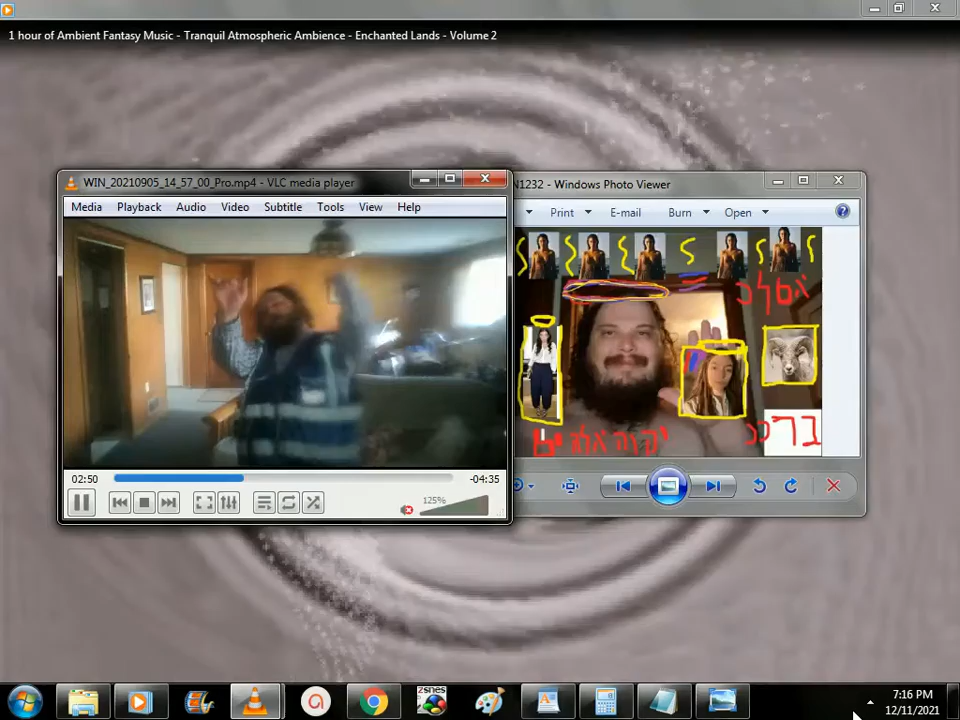 1 hour of Ambient Fantasy Music - Tranquil Atmospheric Ambience - Enchanted Lands - Volume 2
WIN_20210905_14_57_00_Pro.mp4 - VLC media player
N1232 - Windows Photo Viewer
Media Playback Audio Video Subtitle Tools View Help
Print E-mail Burn Open
02:50 -04:35
125%
zsnes
7:16 PM
12/11/2021